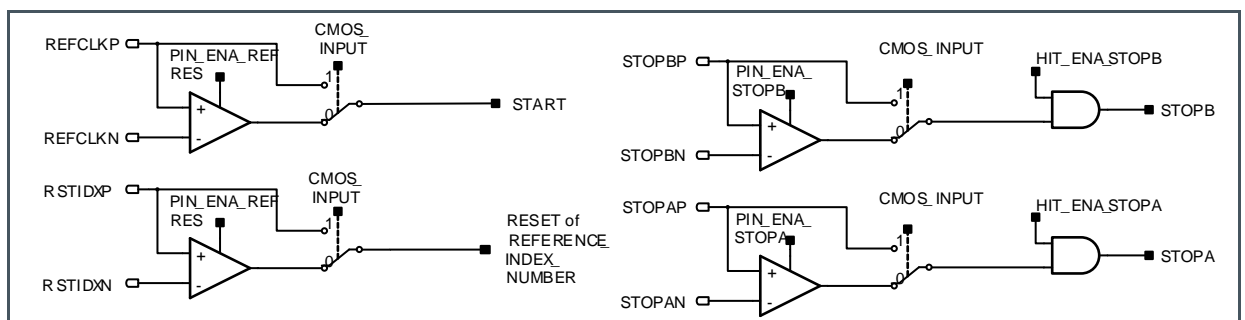 REFCLKP
PIN_ENA_REF
RES
CMOS_
INPUT
1
0
+
-
REFCLKN
START
RSTIDXP
PIN_ENA_REF
RES
CMOS_
INPUT
1
0
+
-
RSTIDXN
RESET of
REFERENCE_
INDEX_
NUMBER
STOPBP
PIN_ENA_
STOPB
CMOS_INPUT
1
0
+
-
STOPBN
HIT_ENA_STOPB
STOPB
STOPAP
PIN_ENA_
STOPA
CMOS_INPUT
1
0
+
-
STOPAN
HIT_ENA_STOPA
STOPA